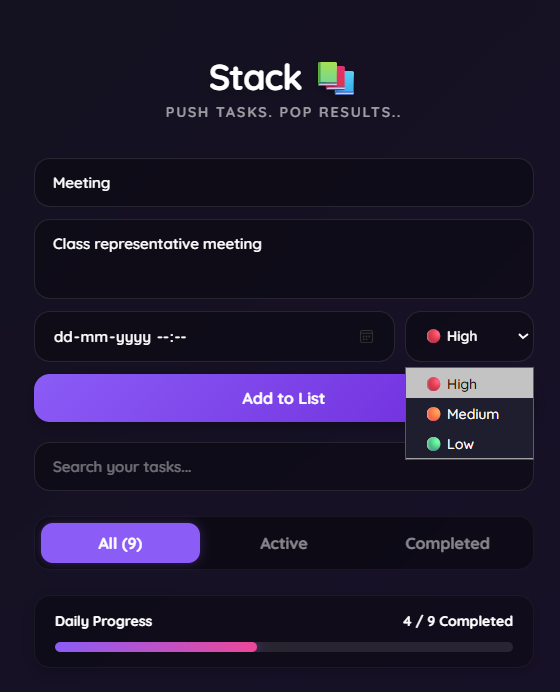 Stack
PUSH TASKS. POP RESULTS..
Meeting
Class representative meeting
dd-mm-yyyy --:-- High
High
Medium
Low
Add to List
Search your tasks...
All (9) Active Completed
Daily Progress 4 / 9 Completed